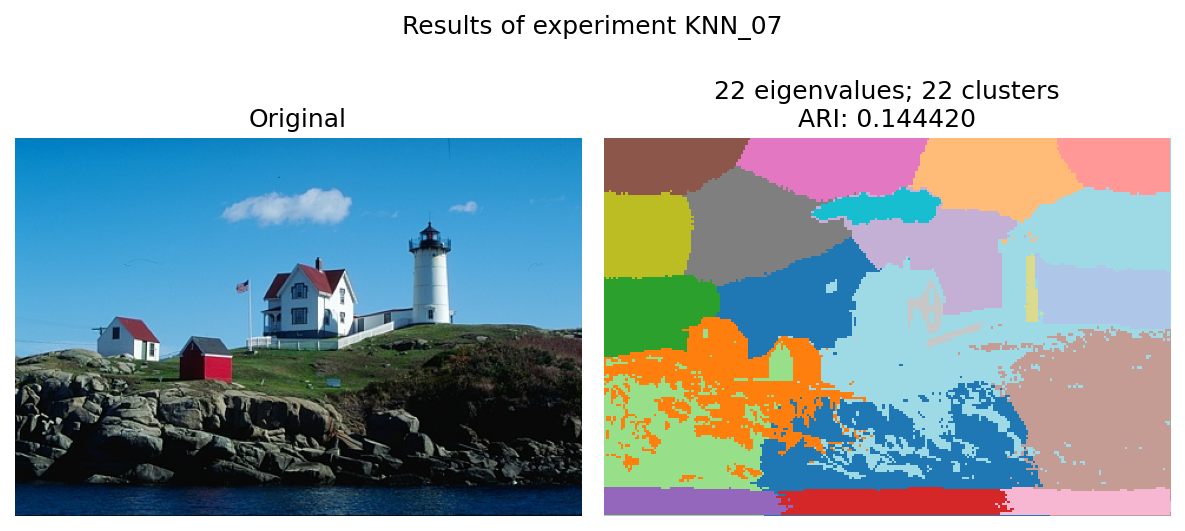 Results of experiment KNN_07
Original
22 eigenvalues; 22 clusters
ARI: 0.144420